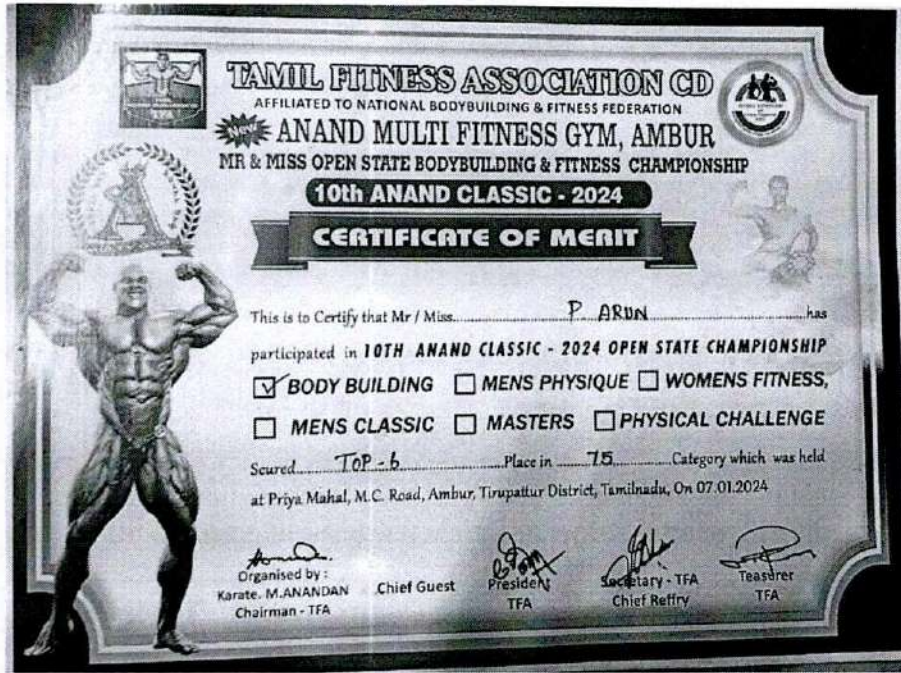 TAMIL FITNESS ASSOCIATION CD
AFFILIATED TO NATIONAL BODYBUILDING & FITNESS FEDERATION
New ANAND MULTI FITNESS GYM, AMBUR
MR & MISS OPEN STATE BODYBUILDING & FITNESS CHAMPIONSHIP
10th ANAND CLASSIC - 2024
CERTIFICATE OF MERIT
This is to Certify that Mr / Miss P ARUN has
participated in 10TH ANAND CLASSIC - 2024 OPEN STATE CHAMPIONSHIP
BODY BUILDING MENS PHYSIQUE WOMENS FITNESS,
MENS CLASSIC MASTERS PHYSICAL CHALLENGE
Scured TOP - 6 Place in 75 Category which was held
at Priya Mahal, M.C. Road, Ambur, Tirupattur District, Tamilnadu, On 07.01.2024
Organised by :
Karate. M.ANANDAN
Chairman - TFA
Chief Guest
President
TFA
Secretary - TFA
Chief Reffry
Teasurer
TFA